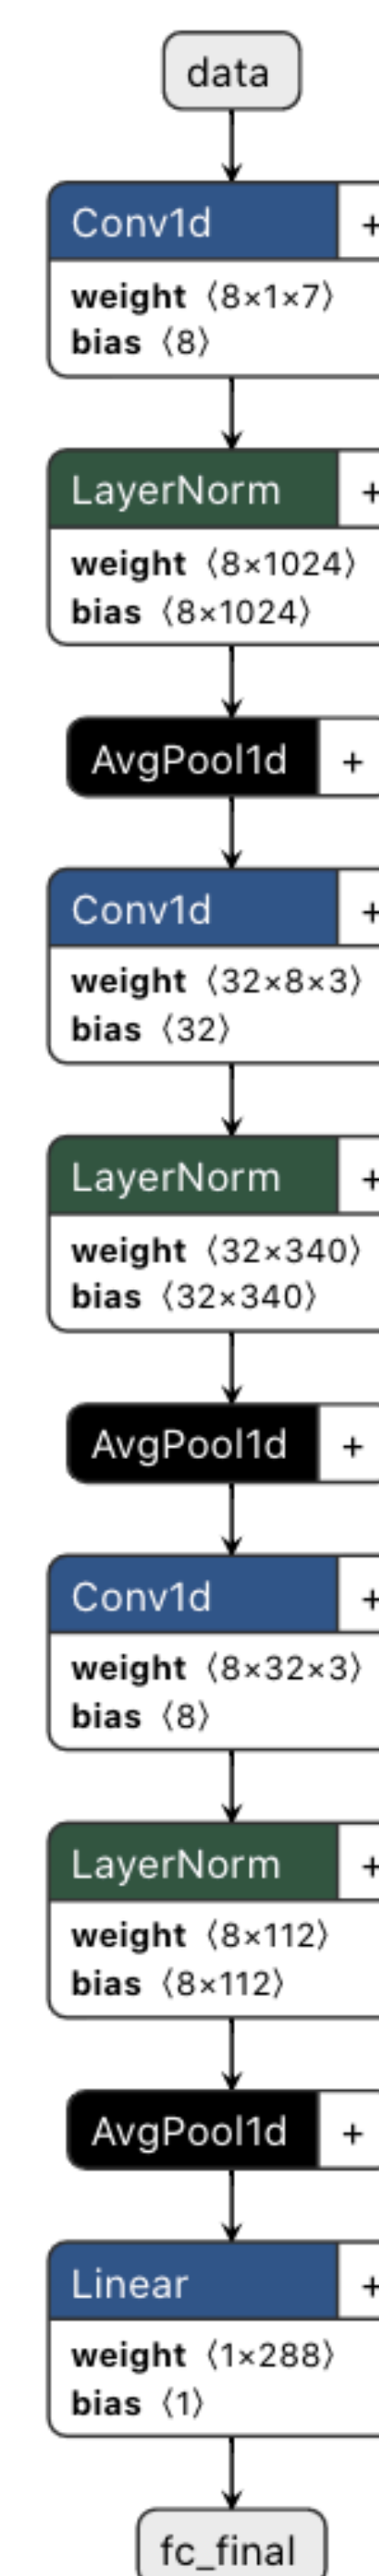 data
Conv1d +
weight ⟨8×1×7⟩
bias ⟨8⟩
LayerNorm +
weight ⟨8×1024⟩
bias ⟨8×1024⟩
AvgPool1d +
Conv1d +
weight ⟨32×8×3⟩
bias ⟨32⟩
LayerNorm +
weight ⟨32×340⟩
bias ⟨32×340⟩
AvgPool1d +
Conv1d +
weight ⟨8×32×3⟩
bias ⟨8⟩
LayerNorm +
weight ⟨8×112⟩
bias ⟨8×112⟩
AvgPool1d +
Linear +
weight ⟨1×288⟩
bias ⟨1⟩
fc_final